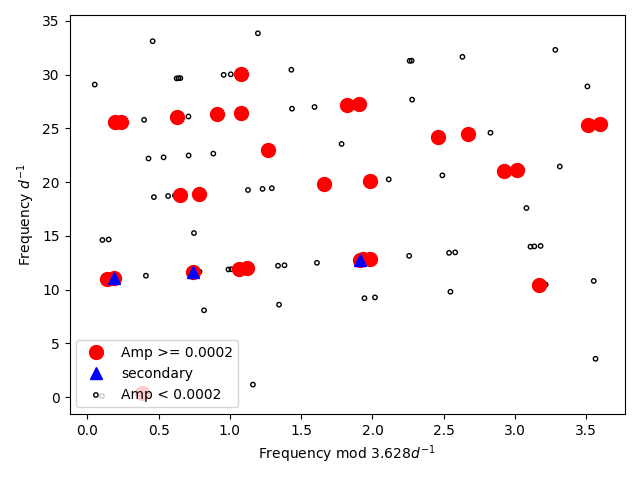 35
30
25
20
15
10
5
0
Frequency $d^{-1}$
Amp >= 0.0002
secondary
Amp < 0.0002
0.0 0.5 1.0 1.5 2.0 2.5 3.0 3.5
Frequency mod 3.628$d^{-1}$